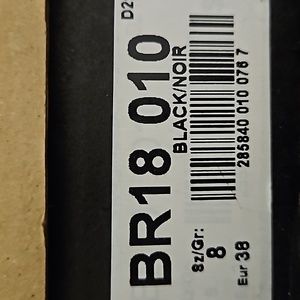 D2
BR18 010
BLACK/NOIR
285840 010 076 7
Sz/Gr:
8
Eur 38